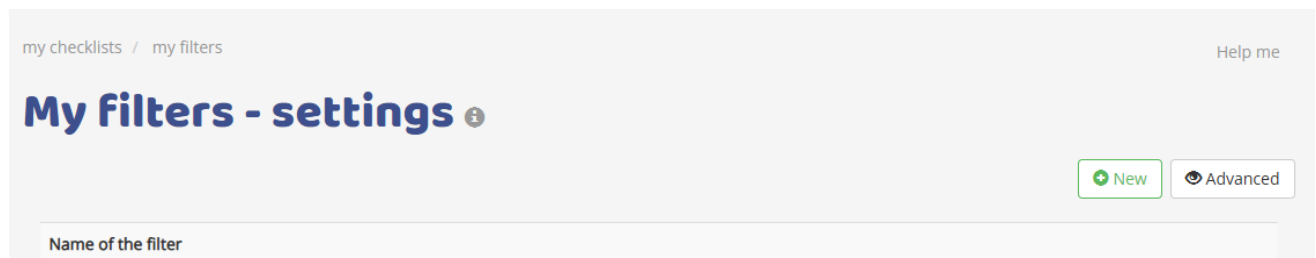 my checklists / my filters
Help me
My filters - settings
New
Advanced
Name of the filter